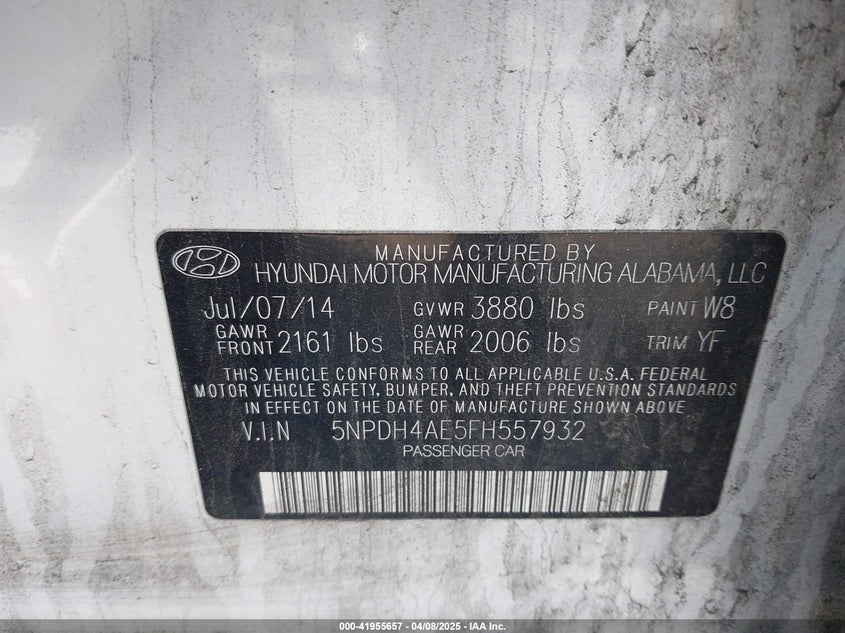 MANUFACTURED BY
HYUNDAI MOTOR MANUFACTURING ALABAMA, LLC
Jul/07/14 GVWR 3880 lbs PAINT W8
GAWR FRONT 2161 lbs GAWR REAR 2006 lbs TRIM YF
THIS VEHICLE CONFORMS TO ALL APPLICABLE U.S.A. FEDERAL
MOTOR VEHICLE SAFETY, BUMPER, AND THEFT PREVENTION STANDARDS
IN EFFECT ON THE DATE OF MANUFACTURE SHOWN ABOVE
V.I.N 5NPDH4AE5FH557932
PASSENGER CAR
000-41955657 - 04/08/2025 - IAA Inc.